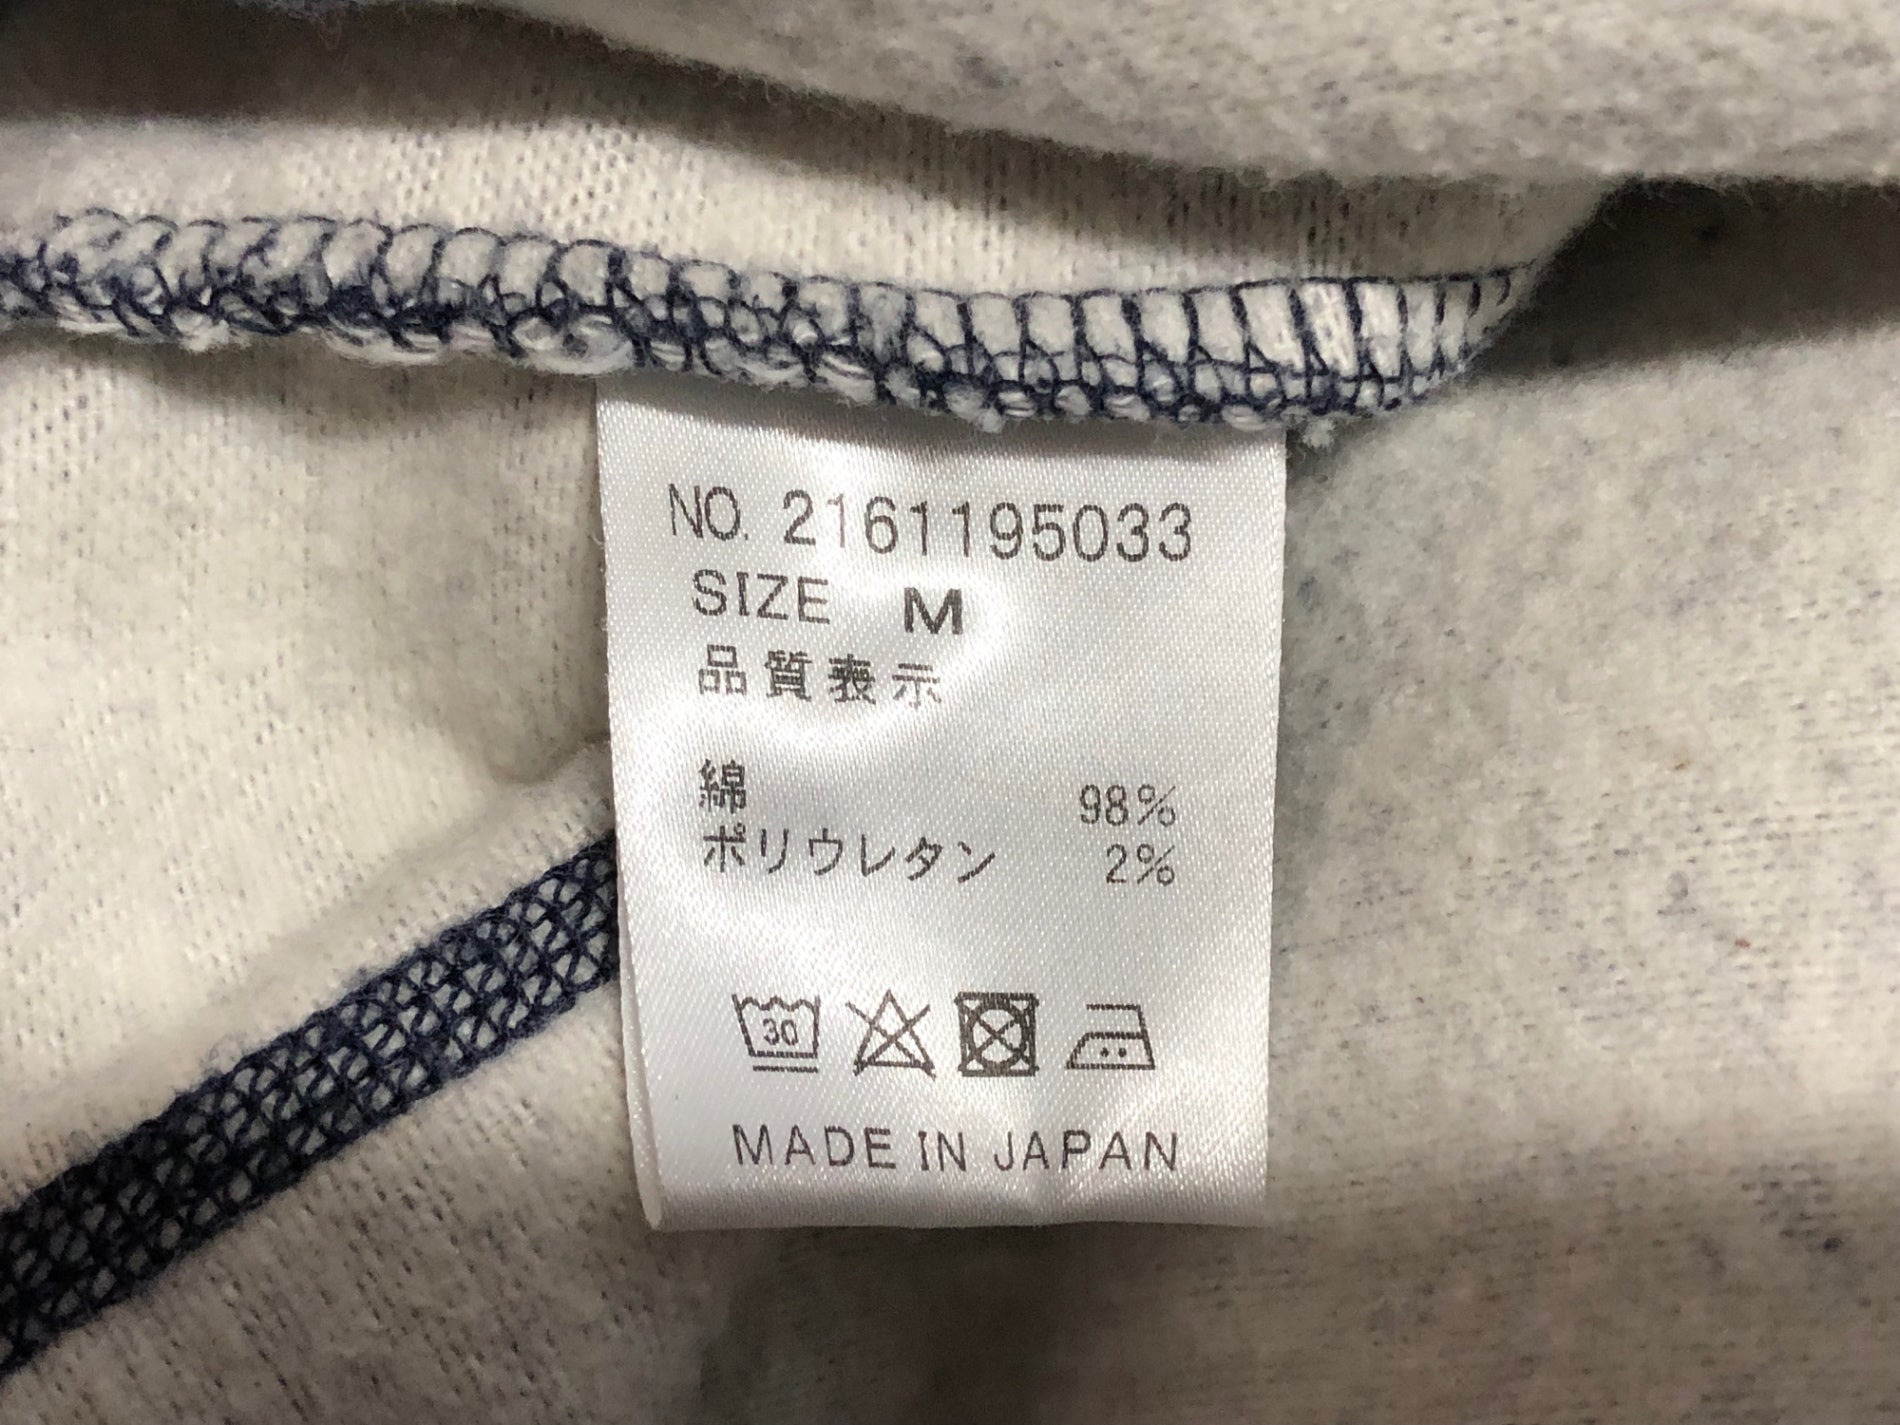 NO. 2161195033
SIZE M
品質表示
綿 98%
ポリウレタン 2%
30
MADE IN JAPAN